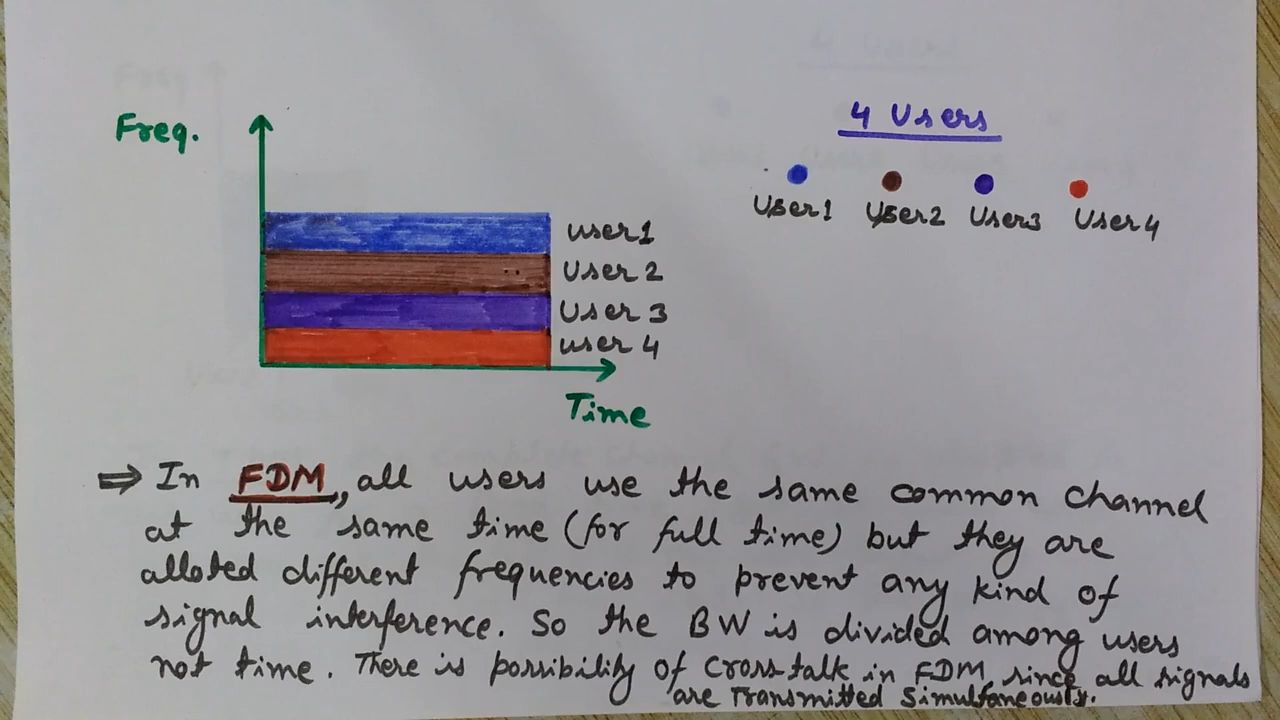 4 Users
Freq.
User1 User2 User3 User4
user1
User 2
User 3
user 4
Time
⇒ In FDM, all users use the same common channel
at the same time (for full time) but they are
alloted different frequencies to prevent any kind of
signal interference. So the BW is divided among users
not time. There is possibility of Cross talk in FDM, since all signals
are Transmitted Simultaneously.